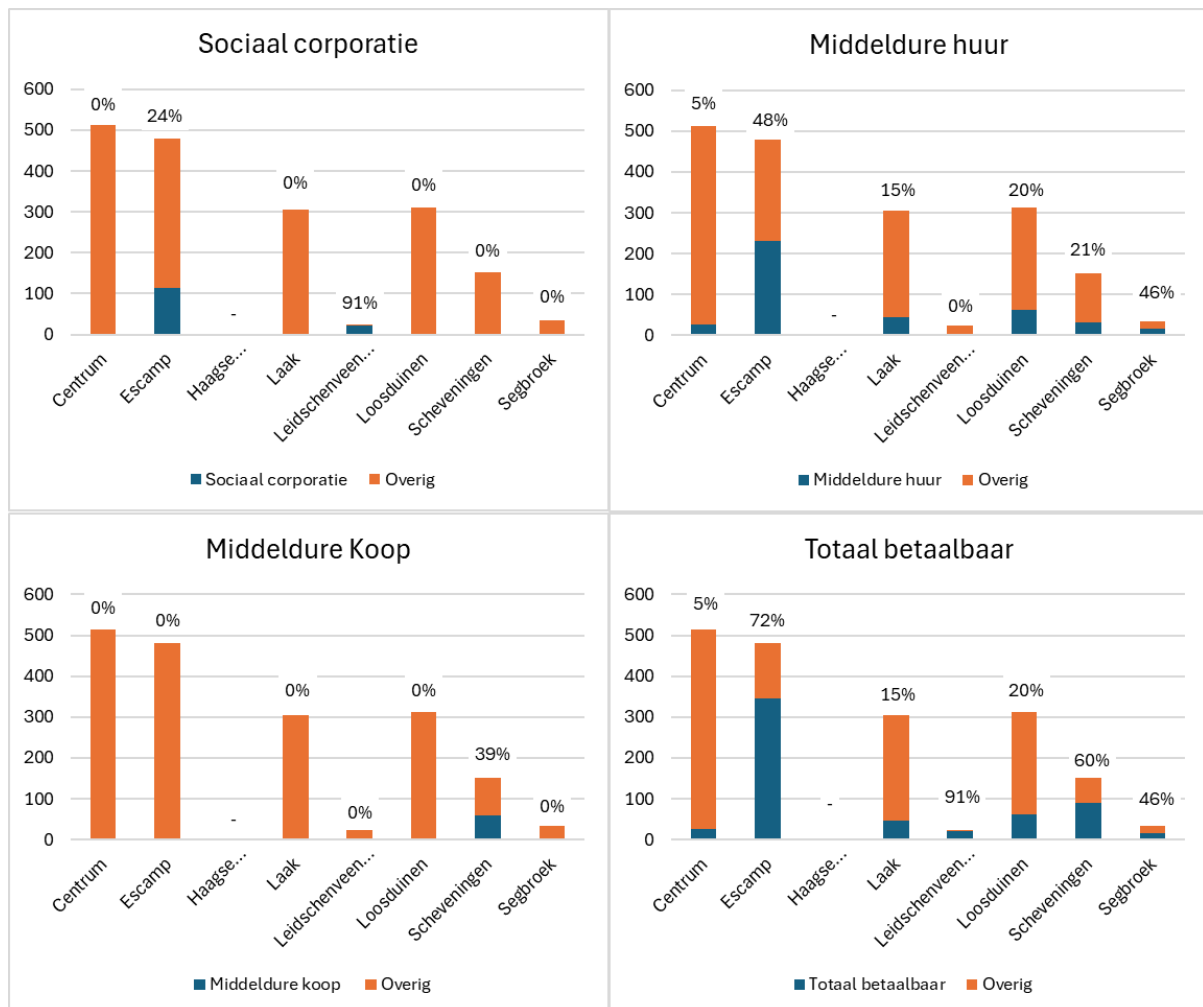 Sociaal corporatie
600
500
400
300
200
100
0
0%
24%
-
0%
91%
0%
0%
0%
Centrum
Escamp
Haagse...
Laak
Leidschenveen...
Loosduinen
Scheveningen
Segbroek
Sociaal corporatie Overig
Middeldure huur
600
500
400
300
200
100
0
5%
48%
-
15%
0%
20%
21%
46%
Centrum
Escamp
Haagse...
Laak
Leidschenveen...
Loosduinen
Scheveningen
Segbroek
Middeldure huur Overig
Middeldure Koop
600
500
400
300
200
100
0
0%
0%
-
0%
0%
0%
39%
0%
Centrum
Escamp
Haagse...
Laak
Leidschenveen...
Loosduinen
Scheveningen
Segbroek
Middeldure koop Overig
Totaal betaalbaar
600
500
400
300
200
100
0
5%
72%
-
15%
91%
20%
60%
46%
Centrum
Escamp
Haagse...
Laak
Leidschenveen...
Loosduinen
Scheveningen
Segbroek
Totaal betaalbaar Overig